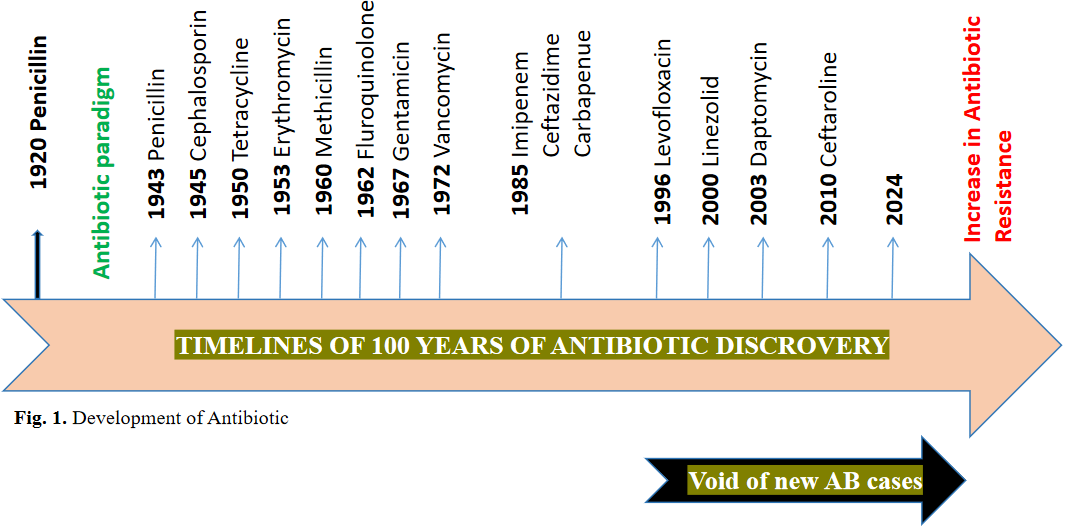 1920 Penicillin
Antibiotic paradigm
1943 Penicillin
1945 Cephalosporin
1950 Tetracycline
1953 Erythromycin
1960 Methicillin
1962 Fluroquinolone
1967 Gentamicin
1972 Vancomycin
1985 Imipenem
Ceftazidime
Carbapenue
1996 Levofloxacin
2000 Linezolid
2003 Daptomycin
2010 Ceftaroline
2024
Increase in Antibiotic
Resistance
TIMELINES OF 100 YEARS OF ANTIBIOTIC DISCROVERY
Fig. 1. Development of Antibiotic
Void of new AB cases